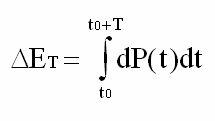 t0+T
ΔET = ∫dP(t)dt
t0